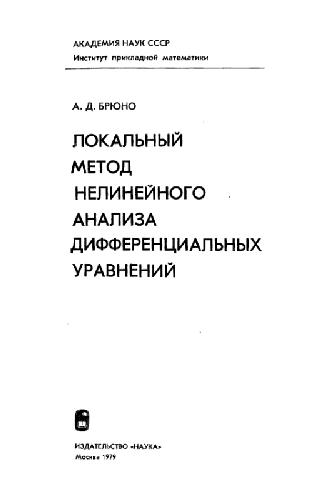 АКАДЕМИЯ НАУК СССР
Институт прикладной математики
А. Д. БРЮНО
ЛОКАЛЬНЫЙ
МЕТОД
НЕЛИНЕЙНОГО
АНАЛИЗА
ДИФФЕРЕНЦИАЛЬНЫХ
УРАВНЕНИЙ
ИЗДАТЕЛЬСТВО «НАУКА»
Москва 1979